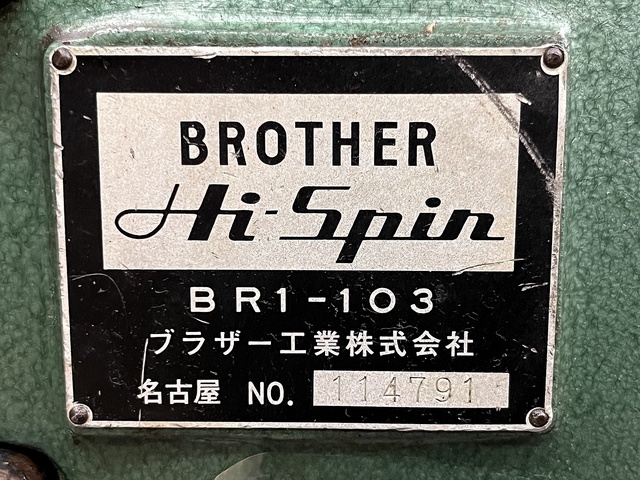 BROTHER
Hi-Spin
BR1-103
ブラザー工業株式会社
名古屋 NO. 114791